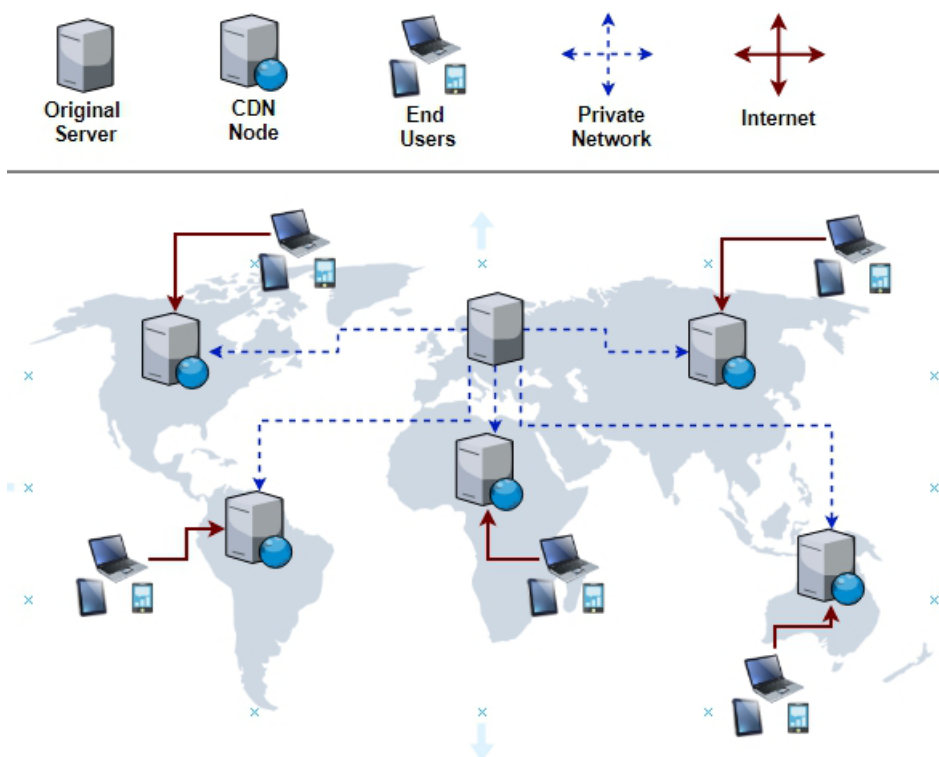 Original
Server
CDN
Node
End
Users
Private
Network
Internet